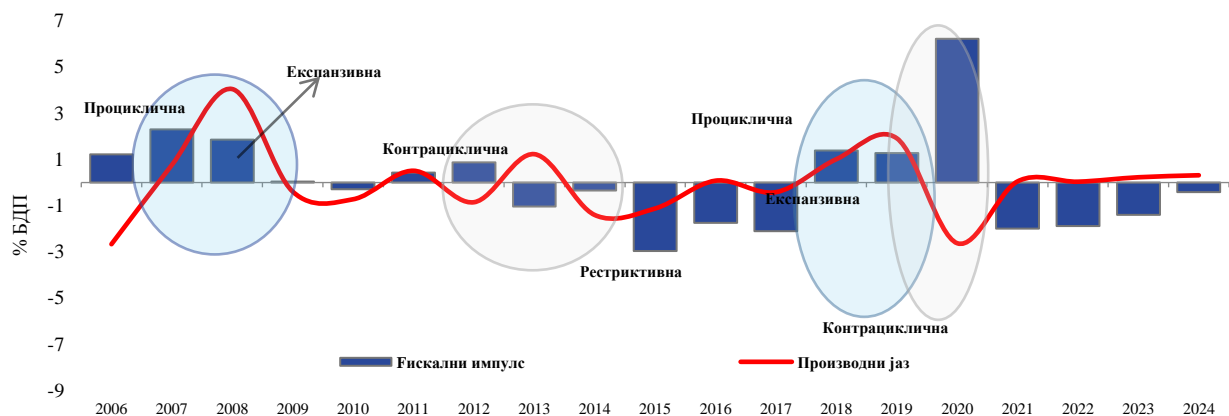 7
5
3
1
-1
-3
-5
-7
-9
% БДП
Експанзивна
Проциклична
Контрациклична
Рестриктивна
Проциклична
Експанзивна
Контрациклична
Fискални импулс
Производни јаз
2006 2007 2008 2009 2010 2011 2012 2013 2014 2015 2016 2017 2018 2019 2020 2021 2022 2023 2024